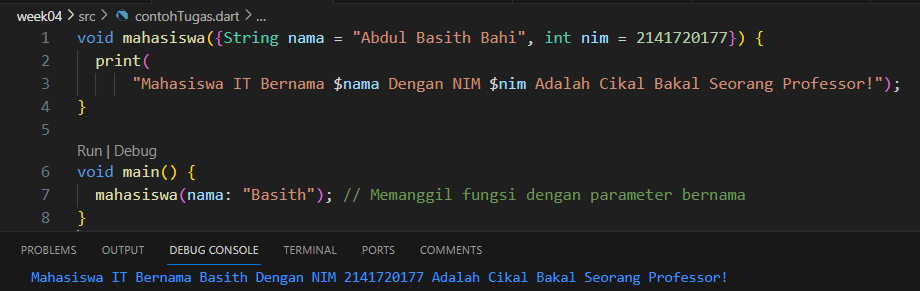 week04 > src > contohTugas.dart > ...
1 void mahasiswa({String nama = "Abdul Basith Bahi", int nim = 2141720177}) {
2   print(
3       "Mahasiswa IT Bernama $nama Dengan NIM $nim Adalah Cikal Bakal Seorang Professor!");
4 }
5
Run | Debug
6 void main() {
7   mahasiswa(nama: "Basith"); // Memanggil fungsi dengan parameter bernama
8 }
PROBLEMS OUTPUT DEBUG CONSOLE TERMINAL PORTS COMMENTS
Mahasiswa IT Bernama Basith Dengan NIM 2141720177 Adalah Cikal Bakal Seorang Professor!